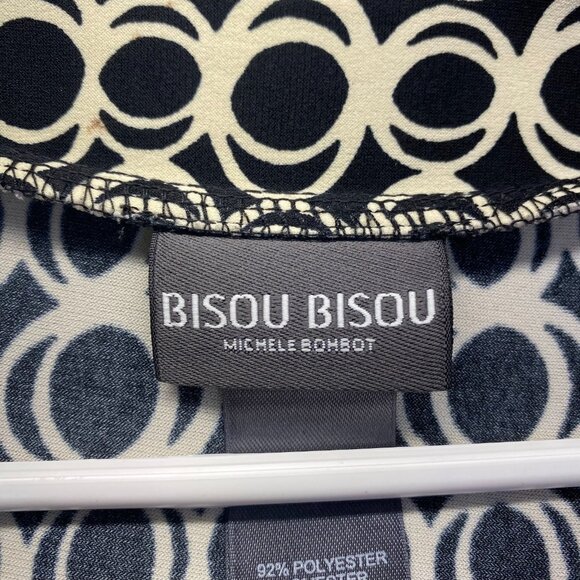 BISOU BISOU
MICHELE BOHBOT
92% POLYESTER